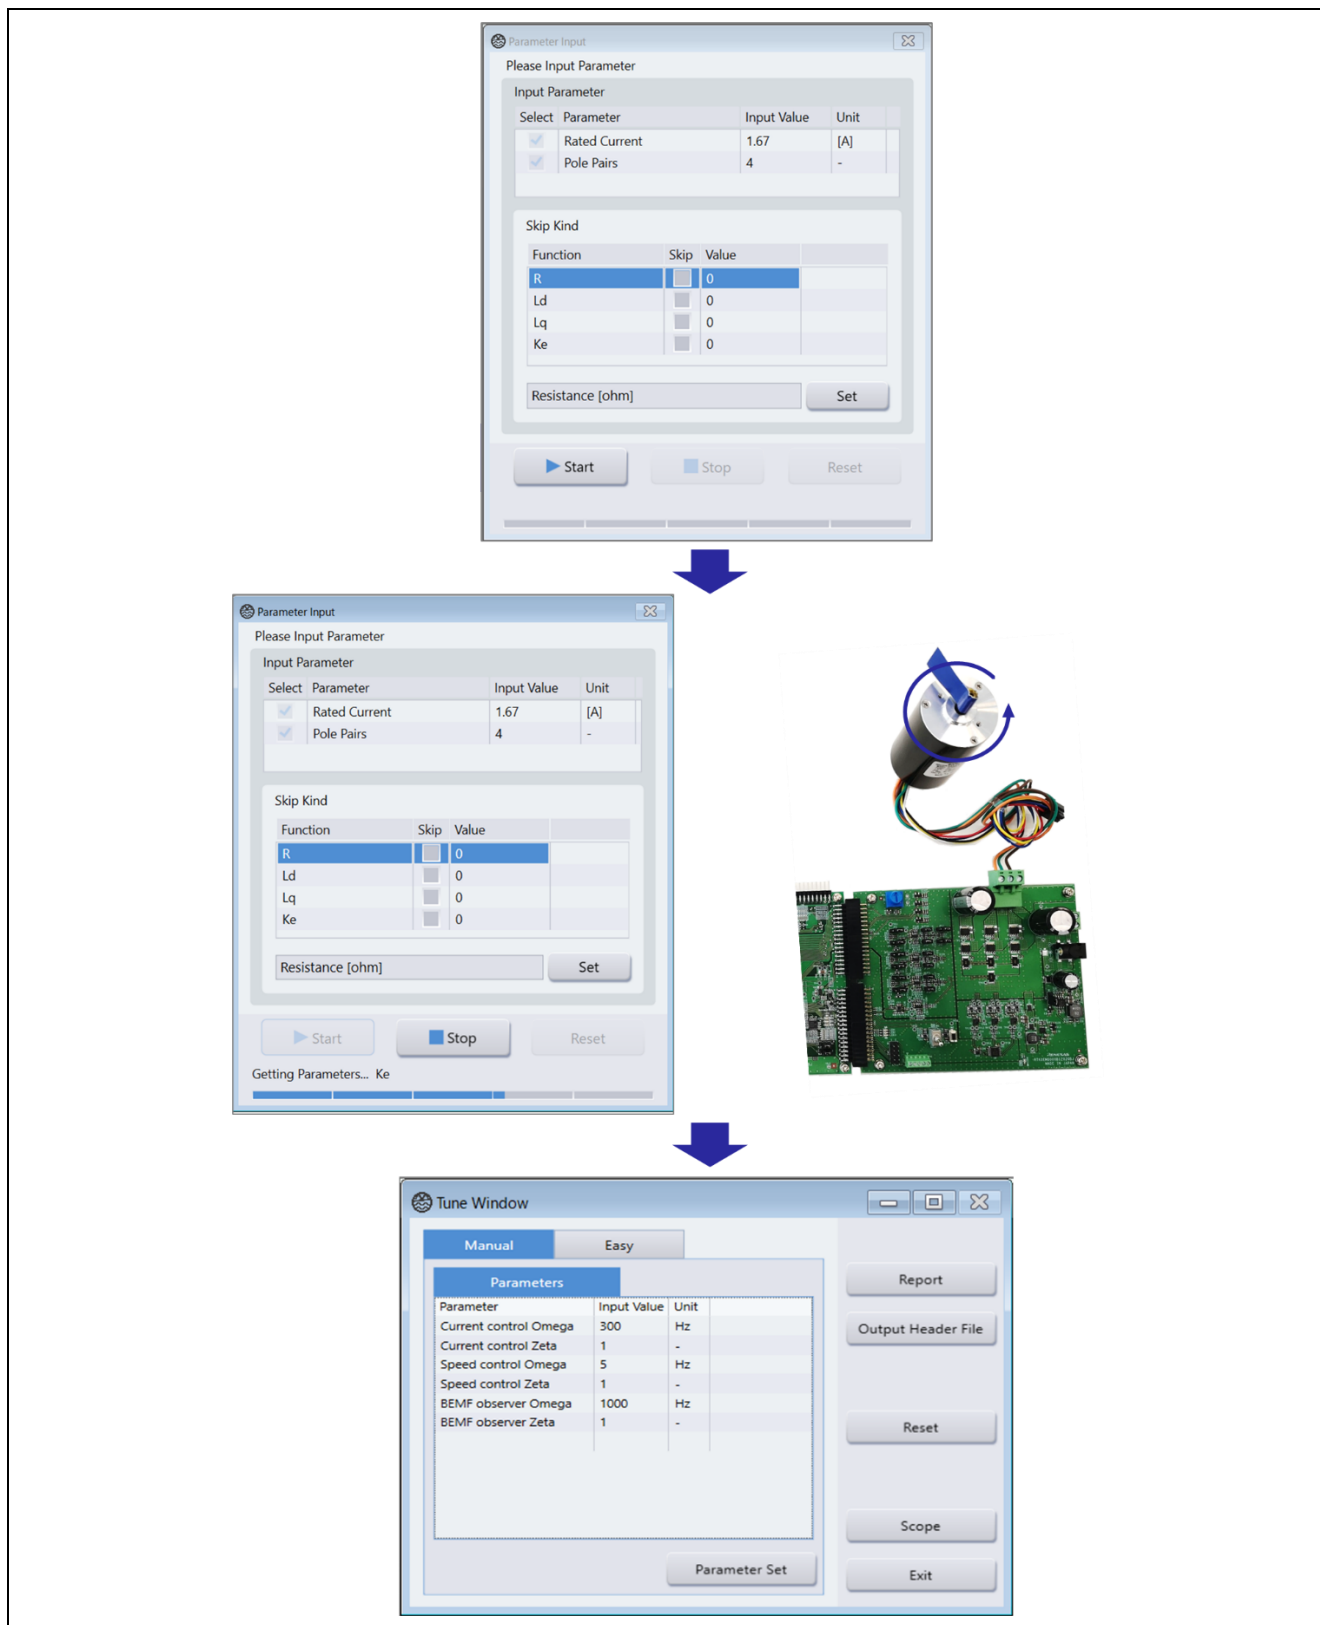 Parameter Input
Please Input Parameter
Input Parameter
Select Parameter Input Value Unit
Rated Current 1.67 [A]
Pole Pairs 4 -
Skip Kind
Function Skip Value
R 0
Ld 0
Lq 0
Ke 0
Resistance [ohm] Set
Start Stop Reset
Parameter Input
Please Input Parameter
Input Parameter
Select Parameter Input Value Unit
Rated Current 1.67 [A]
Pole Pairs 4 -
Skip Kind
Function Skip Value
R 0
Ld 0
Lq 0
Ke 0
Resistance [ohm] Set
Start Stop Reset
Getting Parameters... Ke
Tune Window
Manual Easy
Parameters
Parameter Input Value Unit
Current control Omega 300 Hz
Current control Zeta 1 -
Speed control Omega 5 Hz
Speed control Zeta 1 -
BEMF observer Omega 1000 Hz
BEMF observer Zeta 1 -
Parameter Set
Report
Output Header File
Reset
Scope
Exit